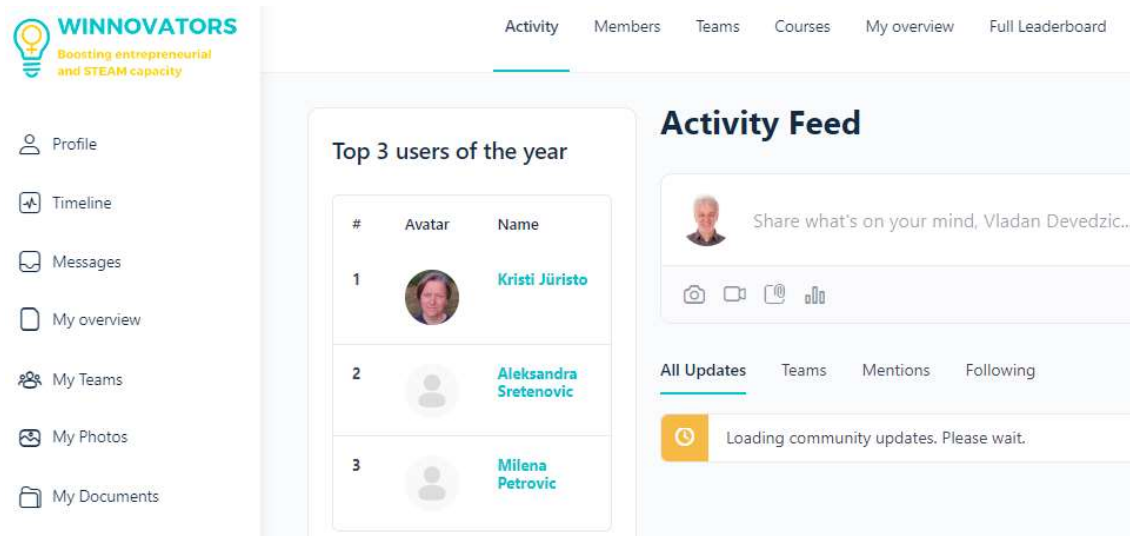 WINNOVATORS
Boosting entrepreneurial
and STEAM capacity
Profile
Timeline
Messages
My overview
My Teams
My Photos
My Documents
Activity Members Teams Courses My overview Full Leaderboard
Top 3 users of the year
# Avatar Name
1 Kristi Jüristo
2 Aleksandra
Sretenovic
3 Milena
Petrovic
Activity Feed
Share what's on your mind, Vladan Devedzic...
All Updates Teams Mentions Following
Loading community updates. Please wait.